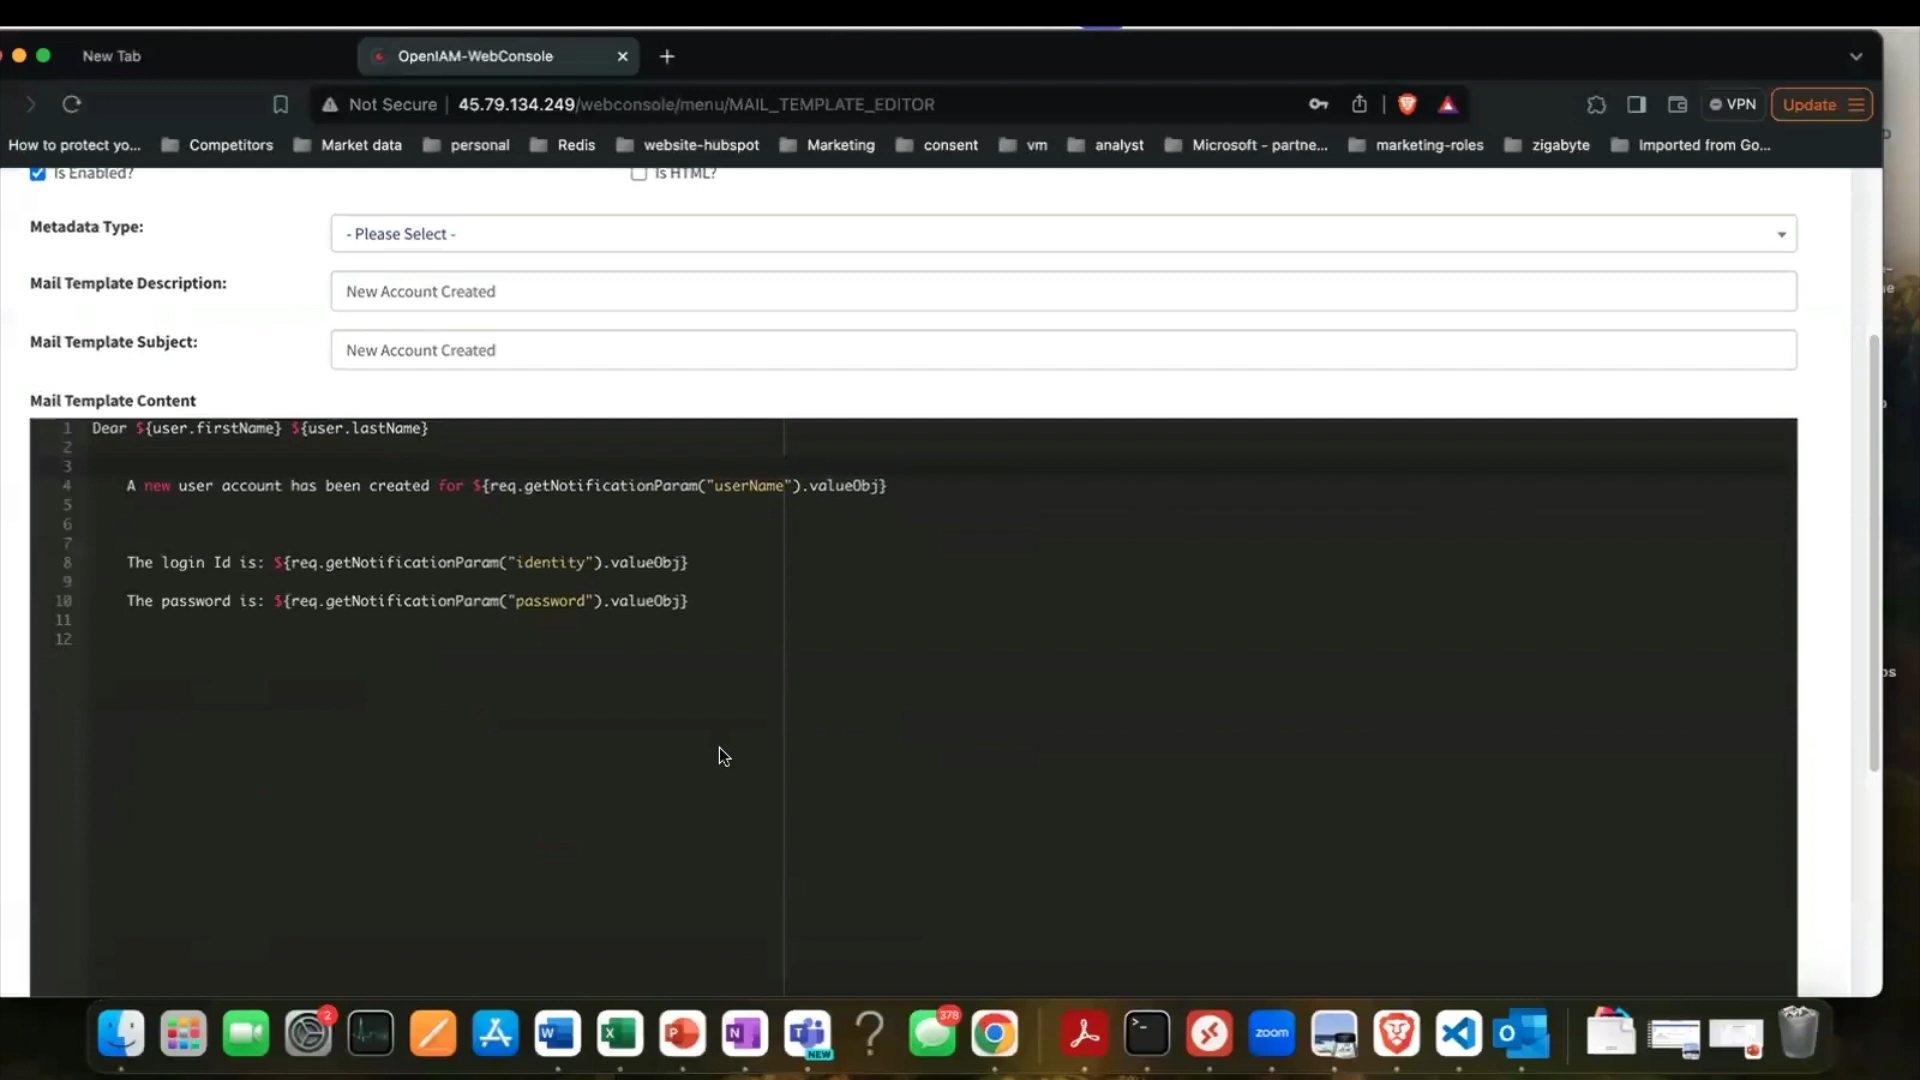 New Tab
OpenIAM-WebConsole
Not Secure 45.79.134.249/webconsole/menu/MAIL_TEMPLATE_EDITOR
VPN
Update
How to protect yo... Competitors Market data personal Redis website-hubspot Marketing consent vm analyst Microsoft - partne... marketing-roles zigabyte Imported from Go...
Is Enabled? Is HTML?
Metadata Type: - Please Select -
Mail Template Description: New Account Created
Mail Template Subject: New Account Created
Mail Template Content
1 Dear ${user.firstName} ${user.lastName}
2
3
4 A new user account has been created for ${req.getNotificationParam("userName").valueObj}
5
6
7
8 The login Id is: ${req.getNotificationParam("identity").valueObj}
9
10 The password is: ${req.getNotificationParam("password").valueObj}
11
12
2
NEW
378
zoom